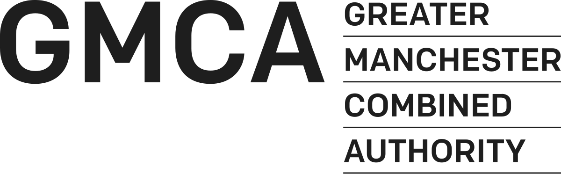 GMCA
GREATER
MANCHESTER
COMBINED
AUTHORITY